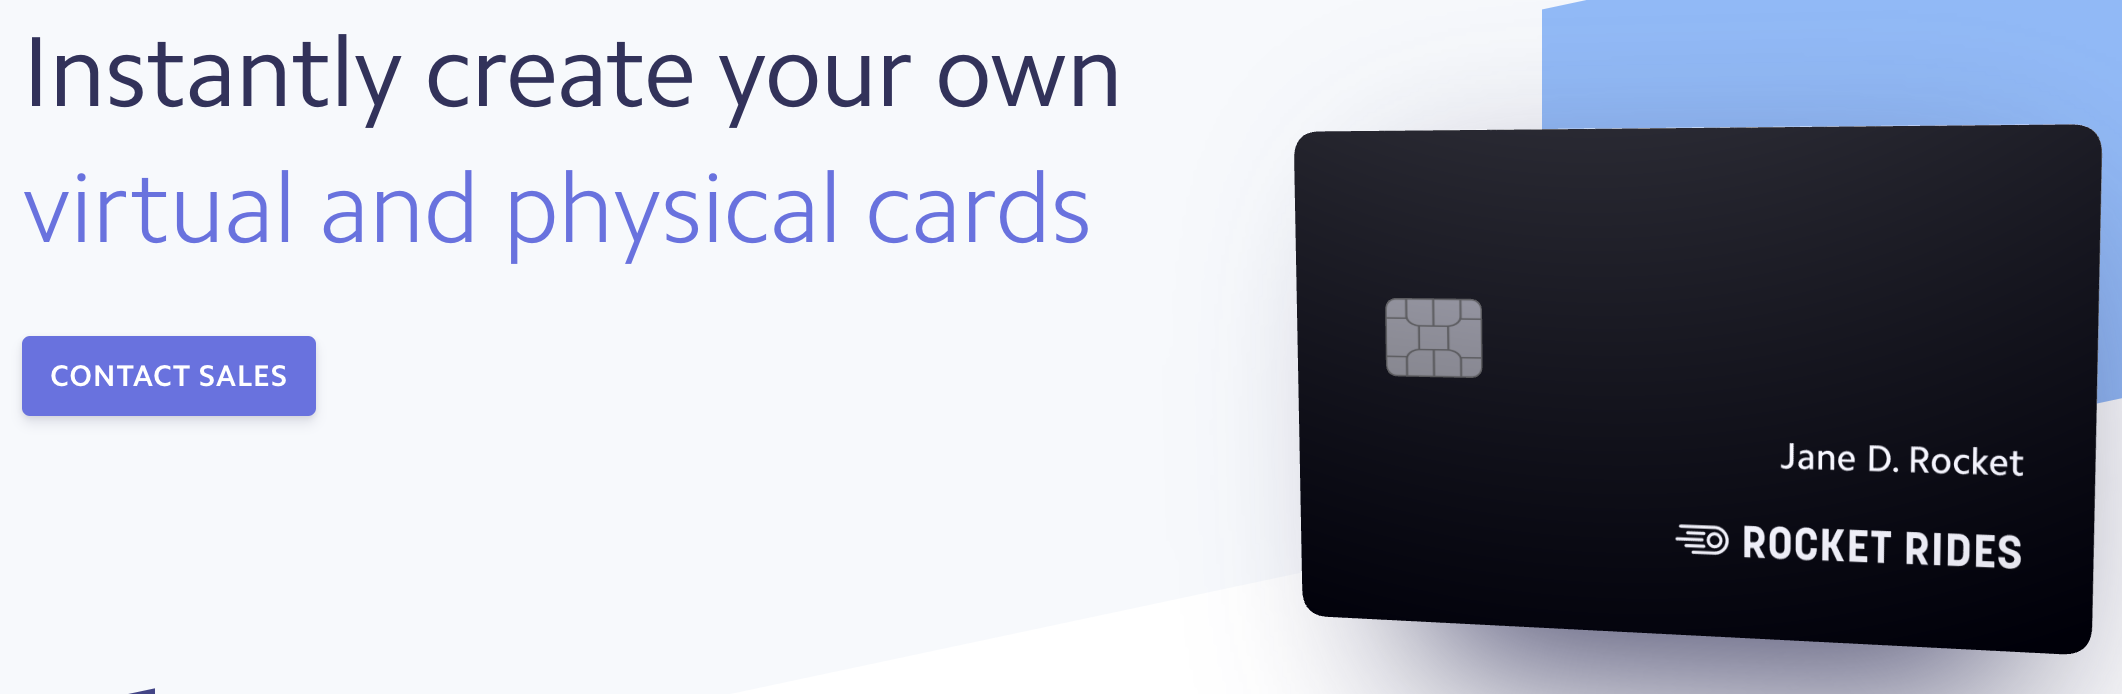 Instantly create your own
virtual and physical cards
CONTACT SALES
Jane D. Rocket
ROCKET RIDES